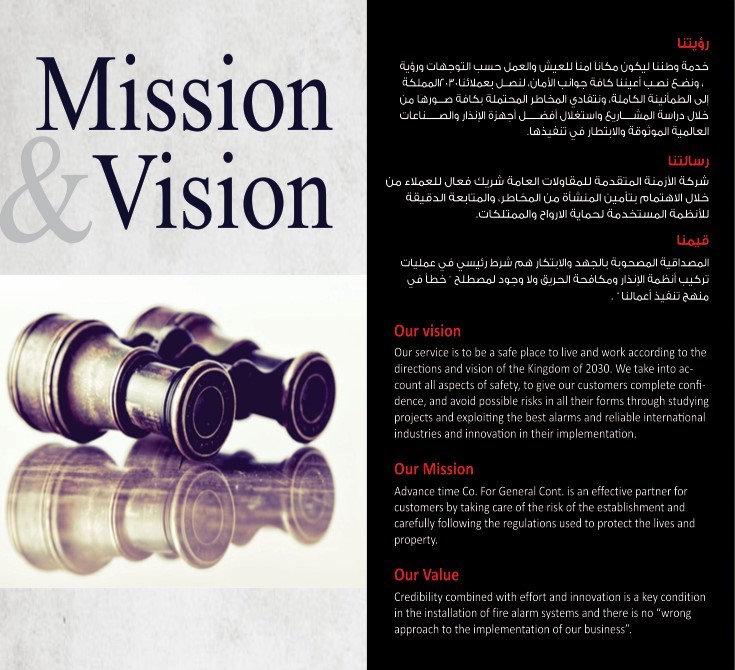 Mission
& Vision
رؤيتنا
خدمة وطننا ليكون مكانا امنا للعيش والعمل حسب التوجهات ورؤية
المملكة٢٠٣٠، ونضع نصب أعيننا كافة جوانب الأمان، لنصل بعملائنا
إلى الطمأنينة الكاملة، ونتفادي المخاطر المحتملة بكافة صـورها من
خلال دراسة المشـــاريع واستغلال أفضــــل أجهزة الإنذار والصـــناعات
العالمية الموثوقة والابتطار في تنفيذها.
رسالتنا
شركة الأزمنة المتقدمة للمقاولات العامة شريك فعال للعملاء من
خلال الاهتمام بتأمين المنشأة من المخاطر، والمتابعة الدقيقة
للأنظمة المستخدمة لحماية الارواح والممتلكات.
قيمنا
المصداقية المصحوبة بالجهد والابتكار هم شرط رئيسي في عمليات
تركيب أنظمة الإنذار ومكافحة الحريق ولا وجود لمصطلح " خطأ في
منهج تنفيذ أعمالنا " .
Our vision
Our service is to be a safe place to live and work according to the
directions and vision of the Kingdom of 2030. We take into ac-
count all aspects of safety, to give our customers complete confi-
dence, and avoid possible risks in all their forms through studying
projects and exploiting the best alarms and reliable international
industries and innovation in their implementation.
Our Mission
Advance time Co. For General Cont. is an effective partner for
customers by taking care of the risk of the establishment and
carefully following the regulations used to protect the lives and
property.
Our Value
Credibility combined with effort and innovation is a key condition
in the installation of fire alarm systems and there is no “wrong
approach to the implementation of our business”.